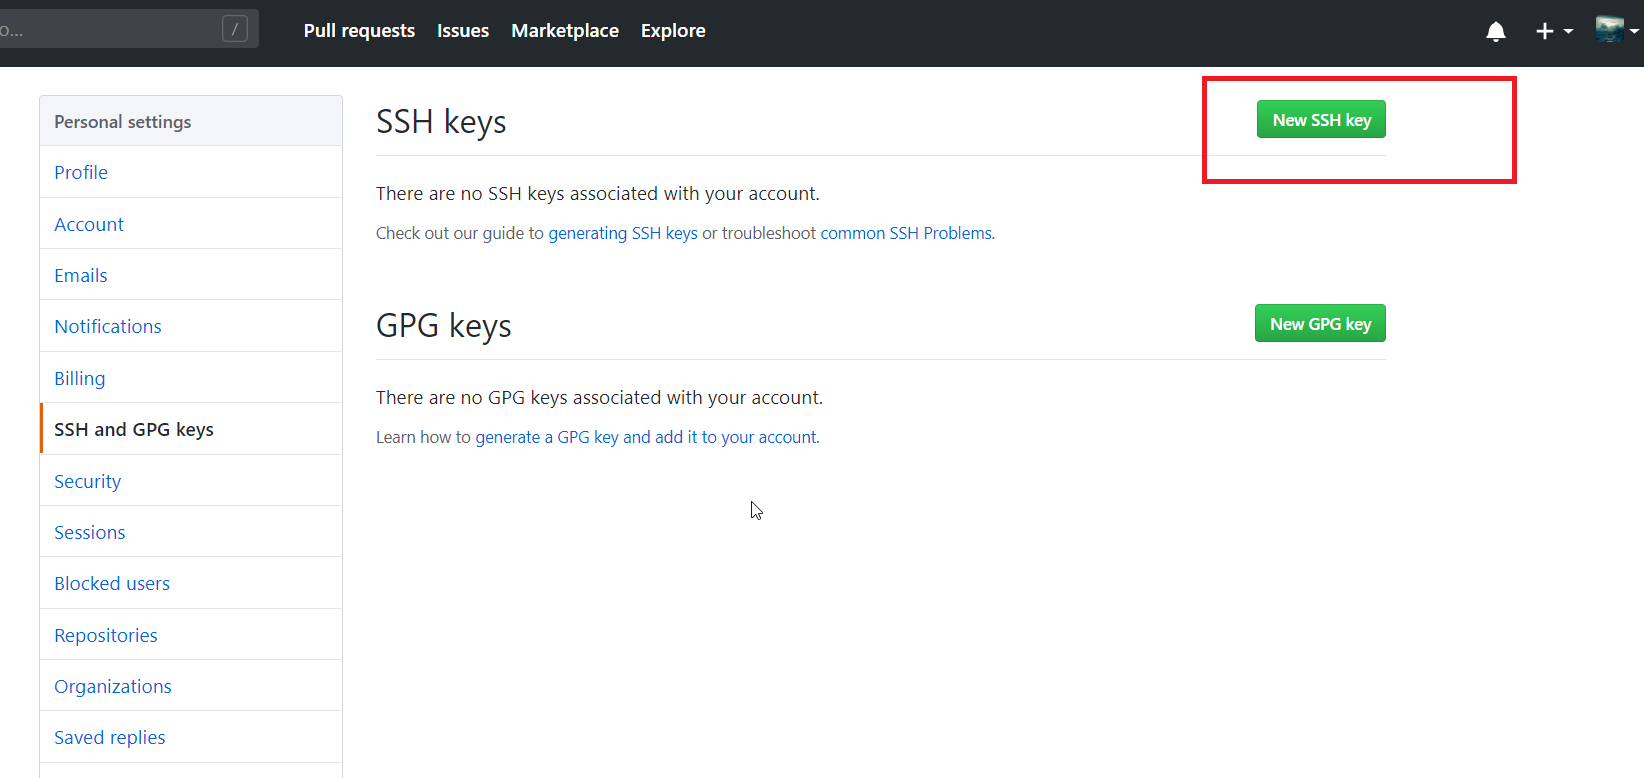 o... / Pull requests Issues Marketplace Explore
Personal settings
Profile
Account
Emails
Notifications
Billing
SSH and GPG keys
Security
Sessions
Blocked users
Repositories
Organizations
Saved replies
SSH keys
New SSH key
There are no SSH keys associated with your account.
Check out our guide to generating SSH keys or troubleshoot common SSH Problems.
GPG keys
New GPG key
There are no GPG keys associated with your account.
Learn how to generate a GPG key and add it to your account.